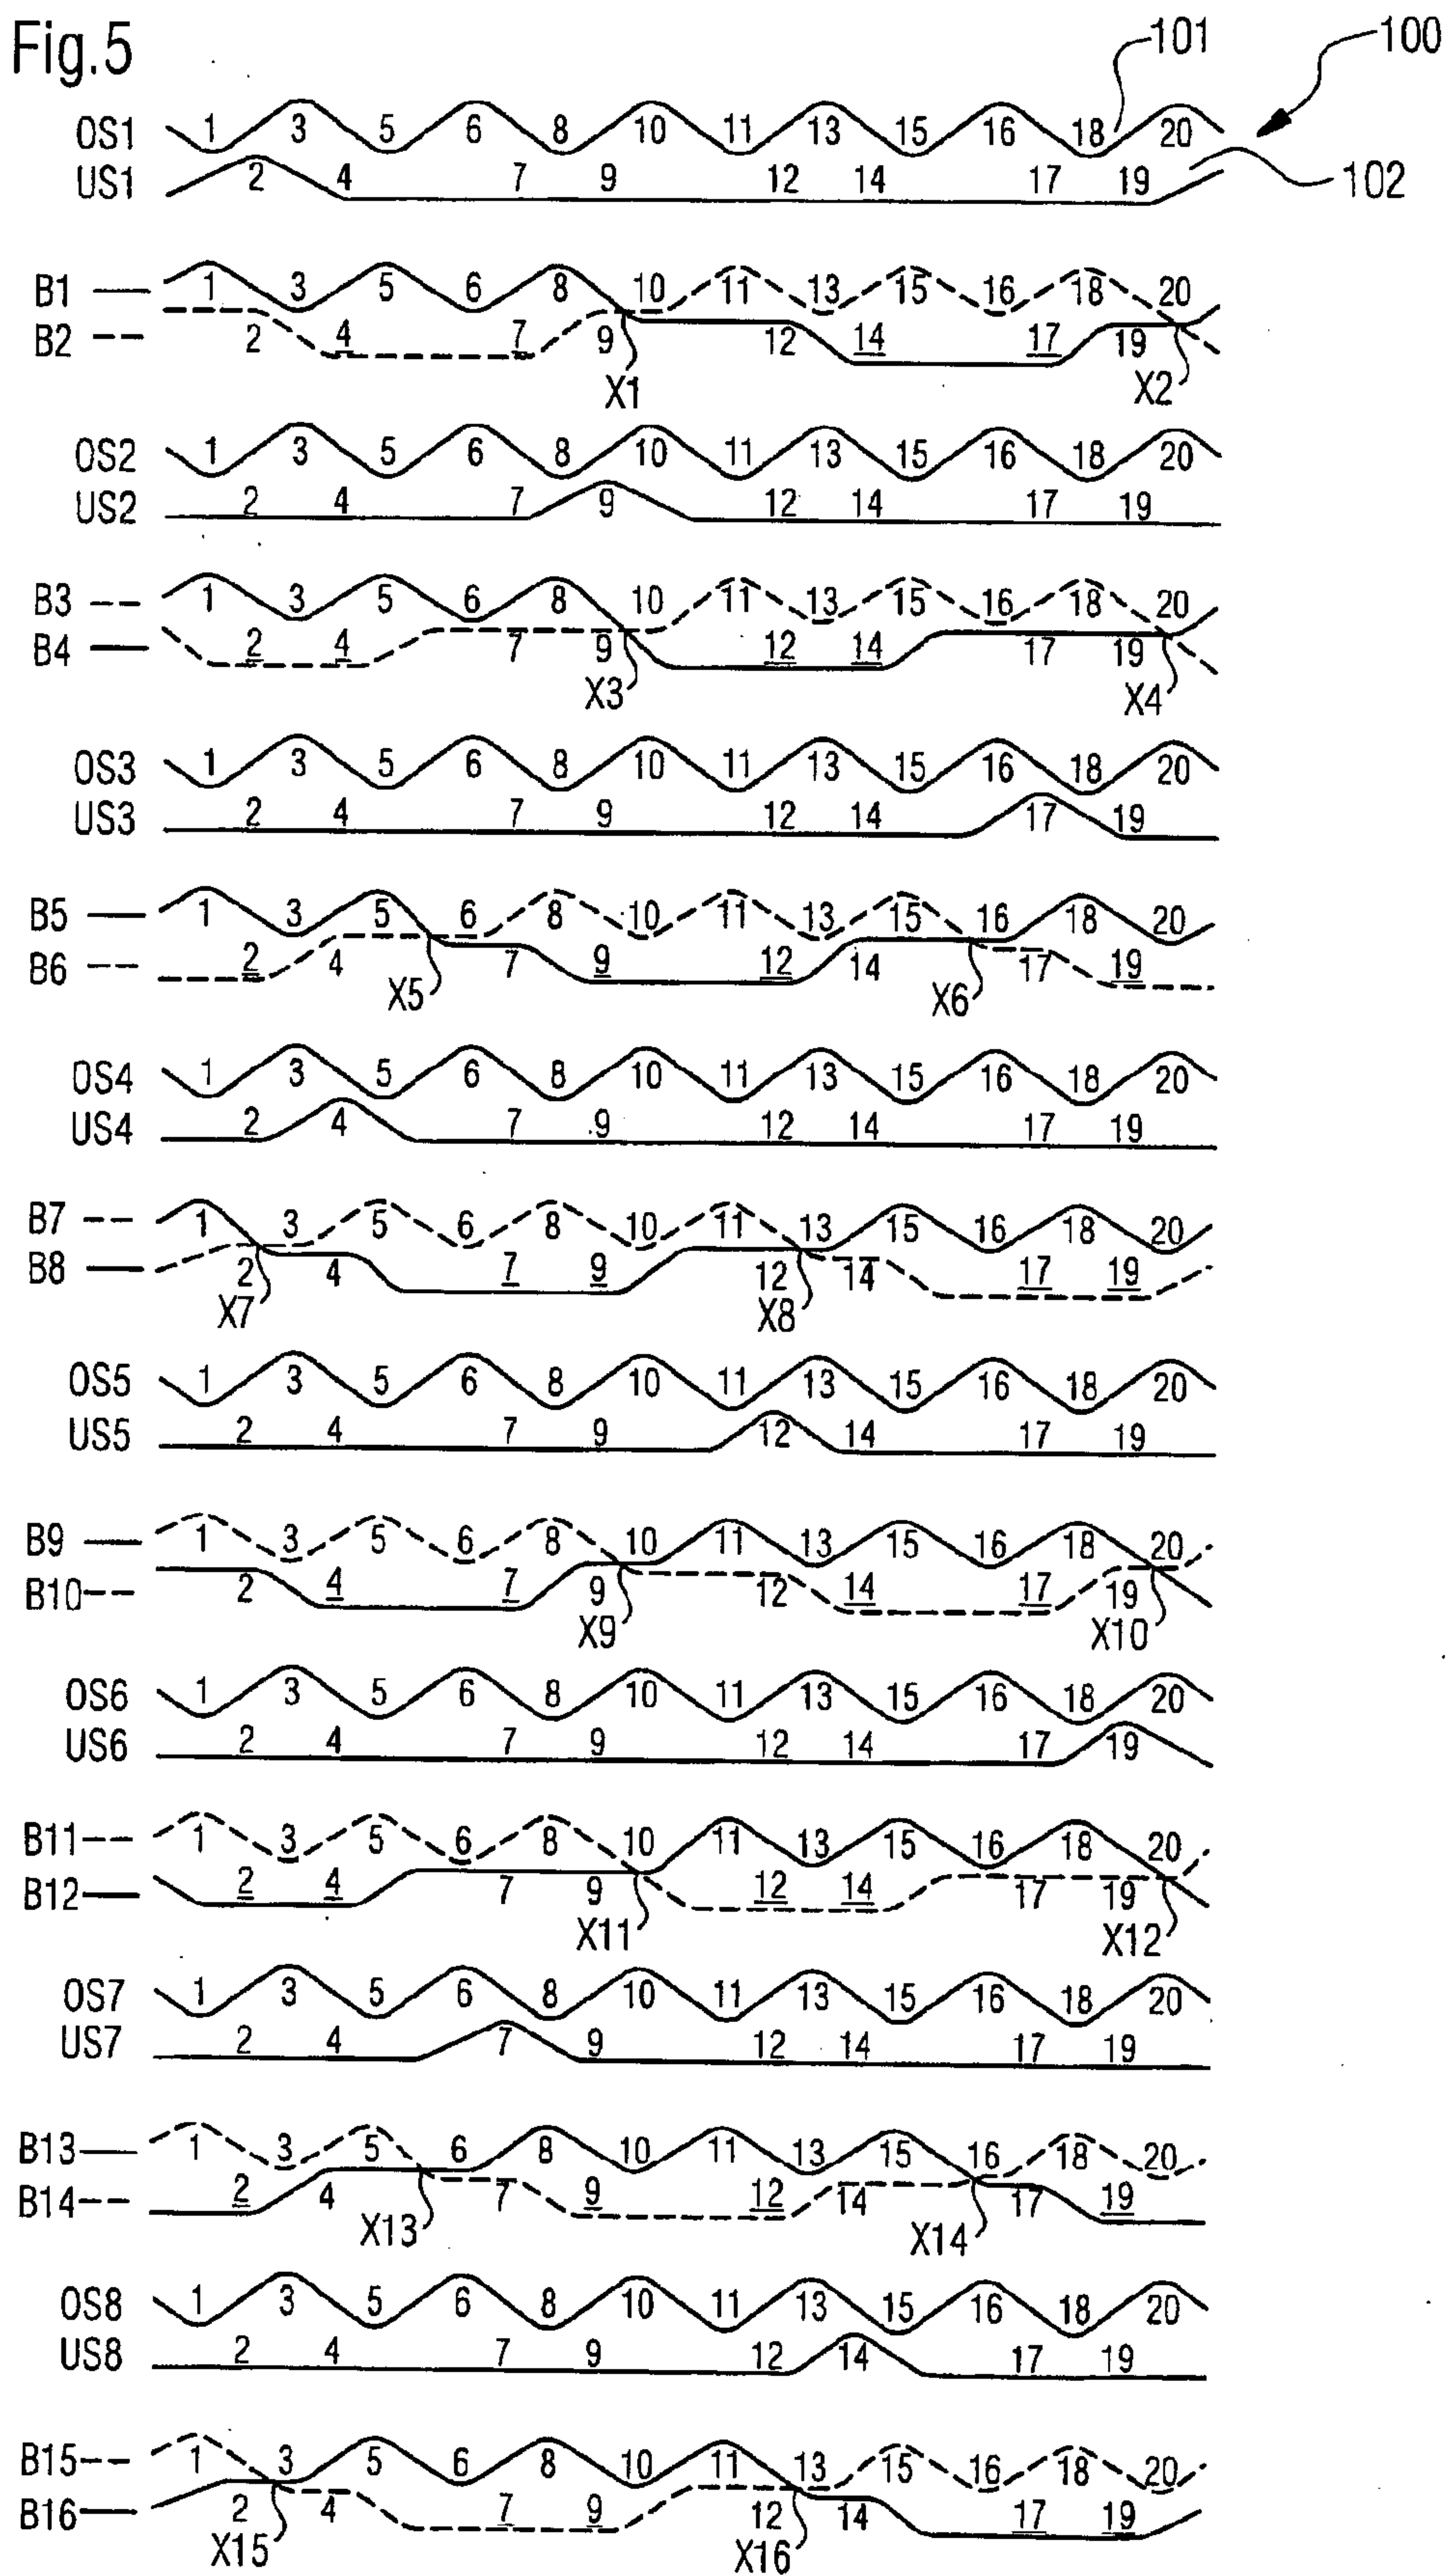 Fig.5
101
100
OS1 1 3 5 6 8 10 11 13 15 16 18 20
US1 2 4 7 9 12 14 17 19
102
B1 1 3 5 6 8 10 11 13 15 16 18 20
B2 2 4 7 9 12 14 17 19
X1 X2
OS2 1 3 5 6 8 10 11 13 15 16 18 20
US2 2 4 7 9 12 14 17 19
B3 1 3 5 6 8 10 11 13 15 16 18 20
B4 2 4 7 9 12 14 17 19
X3 X4
OS3 1 3 5 6 8 10 11 13 15 16 18 20
US3 2 4 7 9 12 14 17 19
B5 1 3 5 6 8 10 11 13 15 16 18 20
B6 2 4 7 9 12 14 17 19
X5 X6
OS4 1 3 5 6 8 10 11 13 15 16 18 20
US4 2 4 7 9 12 14 17 19
B7 1 3 5 6 8 10 11 13 15 16 18 20
B8 2 4 7 9 12 14 17 19
X7 X8
OS5 1 3 5 6 8 10 11 13 15 16 18 20
US5 2 4 7 9 12 14 17 19
B9 1 3 5 6 8 10 11 13 15 16 18 20
B10 2 4 7 9 12 14 17 19
X9 X10
OS6 1 3 5 6 8 10 11 13 15 16 18 20
US6 2 4 7 9 12 14 17 19
B11 1 3 5 6 8 10 11 13 15 16 18 20
B12 2 4 7 9 12 14 17 19
X11 X12
OS7 1 3 5 6 8 10 11 13 15 16 18 20
US7 2 4 7 9 12 14 17 19
B13 1 3 5 6 8 10 11 13 15 16 18 20
B14 2 4 7 9 12 14 17 19
X13 X14
OS8 1 3 5 6 8 10 11 13 15 16 18 20
US8 2 4 7 9 12 14 17 19
B15 1 3 5 6 8 10 11 13 15 16 18 20
B16 2 4 7 9 12 14 17 19
X15 X16